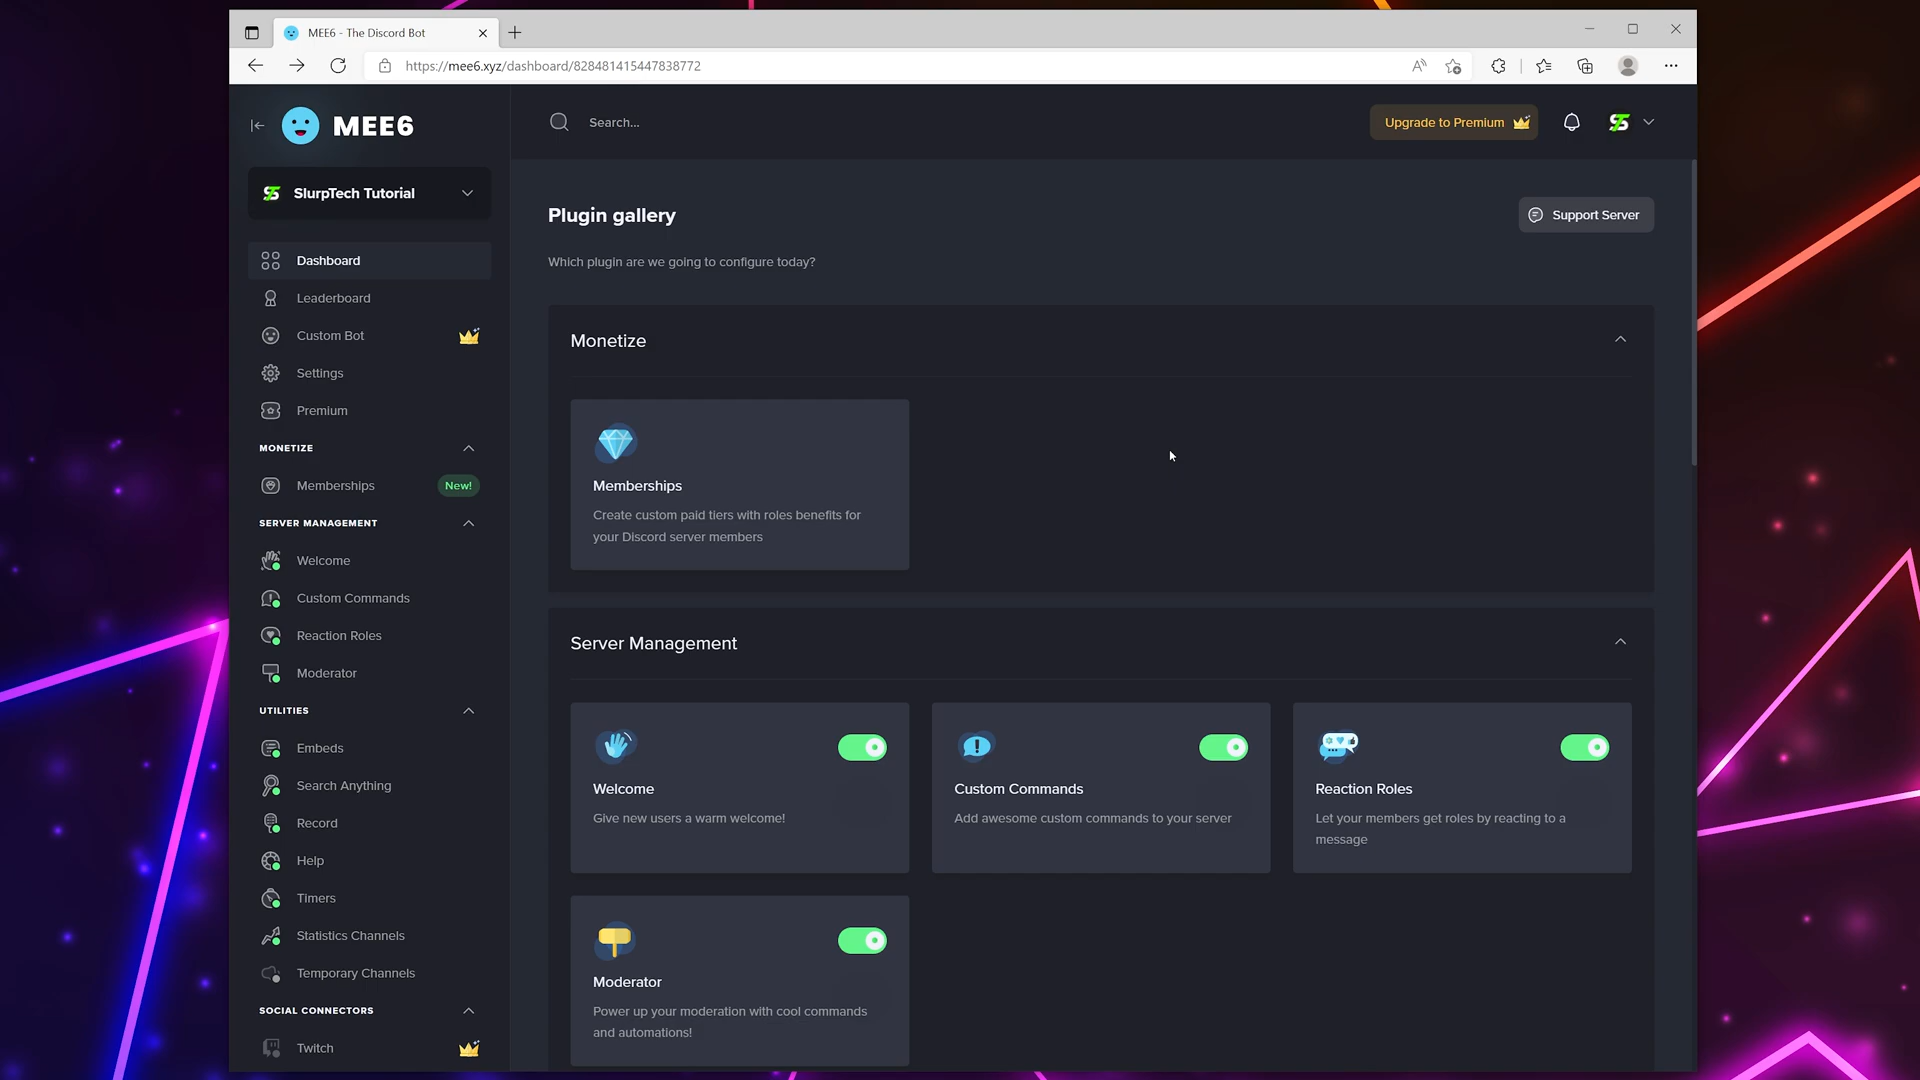 MEE6 - The Discord Bot
https://mee6.xyz/dashboard/828481415447838772
MEE6
Search...
Upgrade to Premium
SlurpTech Tutorial
Dashboard
Leaderboard
Custom Bot
Settings
Premium
MONETIZE
Memberships
New!
SERVER MANAGEMENT
Welcome
Custom Commands
Reaction Roles
Moderator
UTILITIES
Embeds
Search Anything
Record
Help
Timers
Statistics Channels
Temporary Channels
SOCIAL CONNECTORS
Twitch
Plugin gallery
Support Server
Which plugin are we going to configure today?
Monetize
Memberships
Create custom paid tiers with roles benefits for
your Discord server members
Server Management
Welcome
Give new users a warm welcome!
Custom Commands
Add awesome custom commands to your server
Reaction Roles
Let your members get roles by reacting to a
message
Moderator
Power up your moderation with cool commands
and automations!